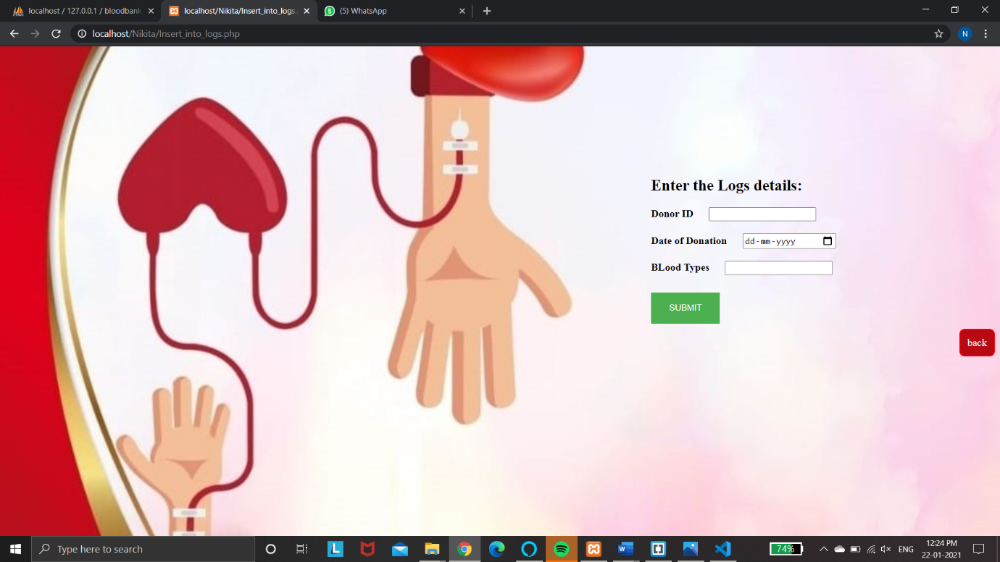 localhost / 127.0.0.1 / bloodbank
localhost/Nikita/Insert_into_logs.
(5) WhatsApp
localhost/Nikita/Insert_into_logs.php
N
Enter the Logs details:
Donor ID
Date of Donation dd-mm-yyyy
BLood Types
SUBMIT
back
Type here to search
L
74%
ENG
12:24 PM
22-01-2021